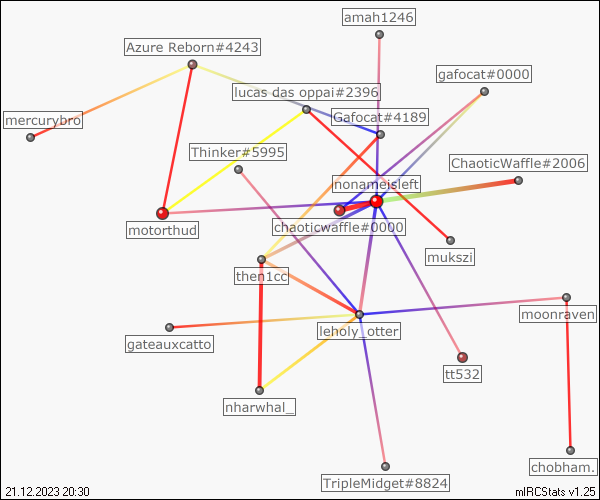 amah1246
Azure Reborn#4243
gafocat#0000
lucas das oppai#2396
mercurybro
Gafocat#4189
Thinker#5995
ChaoticWaffle#2006
nonameisleft
chaoticwaffle#0000
motorthud
mukszi
then1cc
moonraven
leholy_otter
gateauxcatto
tt532
nharwhal_
chobham.
TripleMidget#8824
21.12.2023 20:30
mIRCStats v1.25